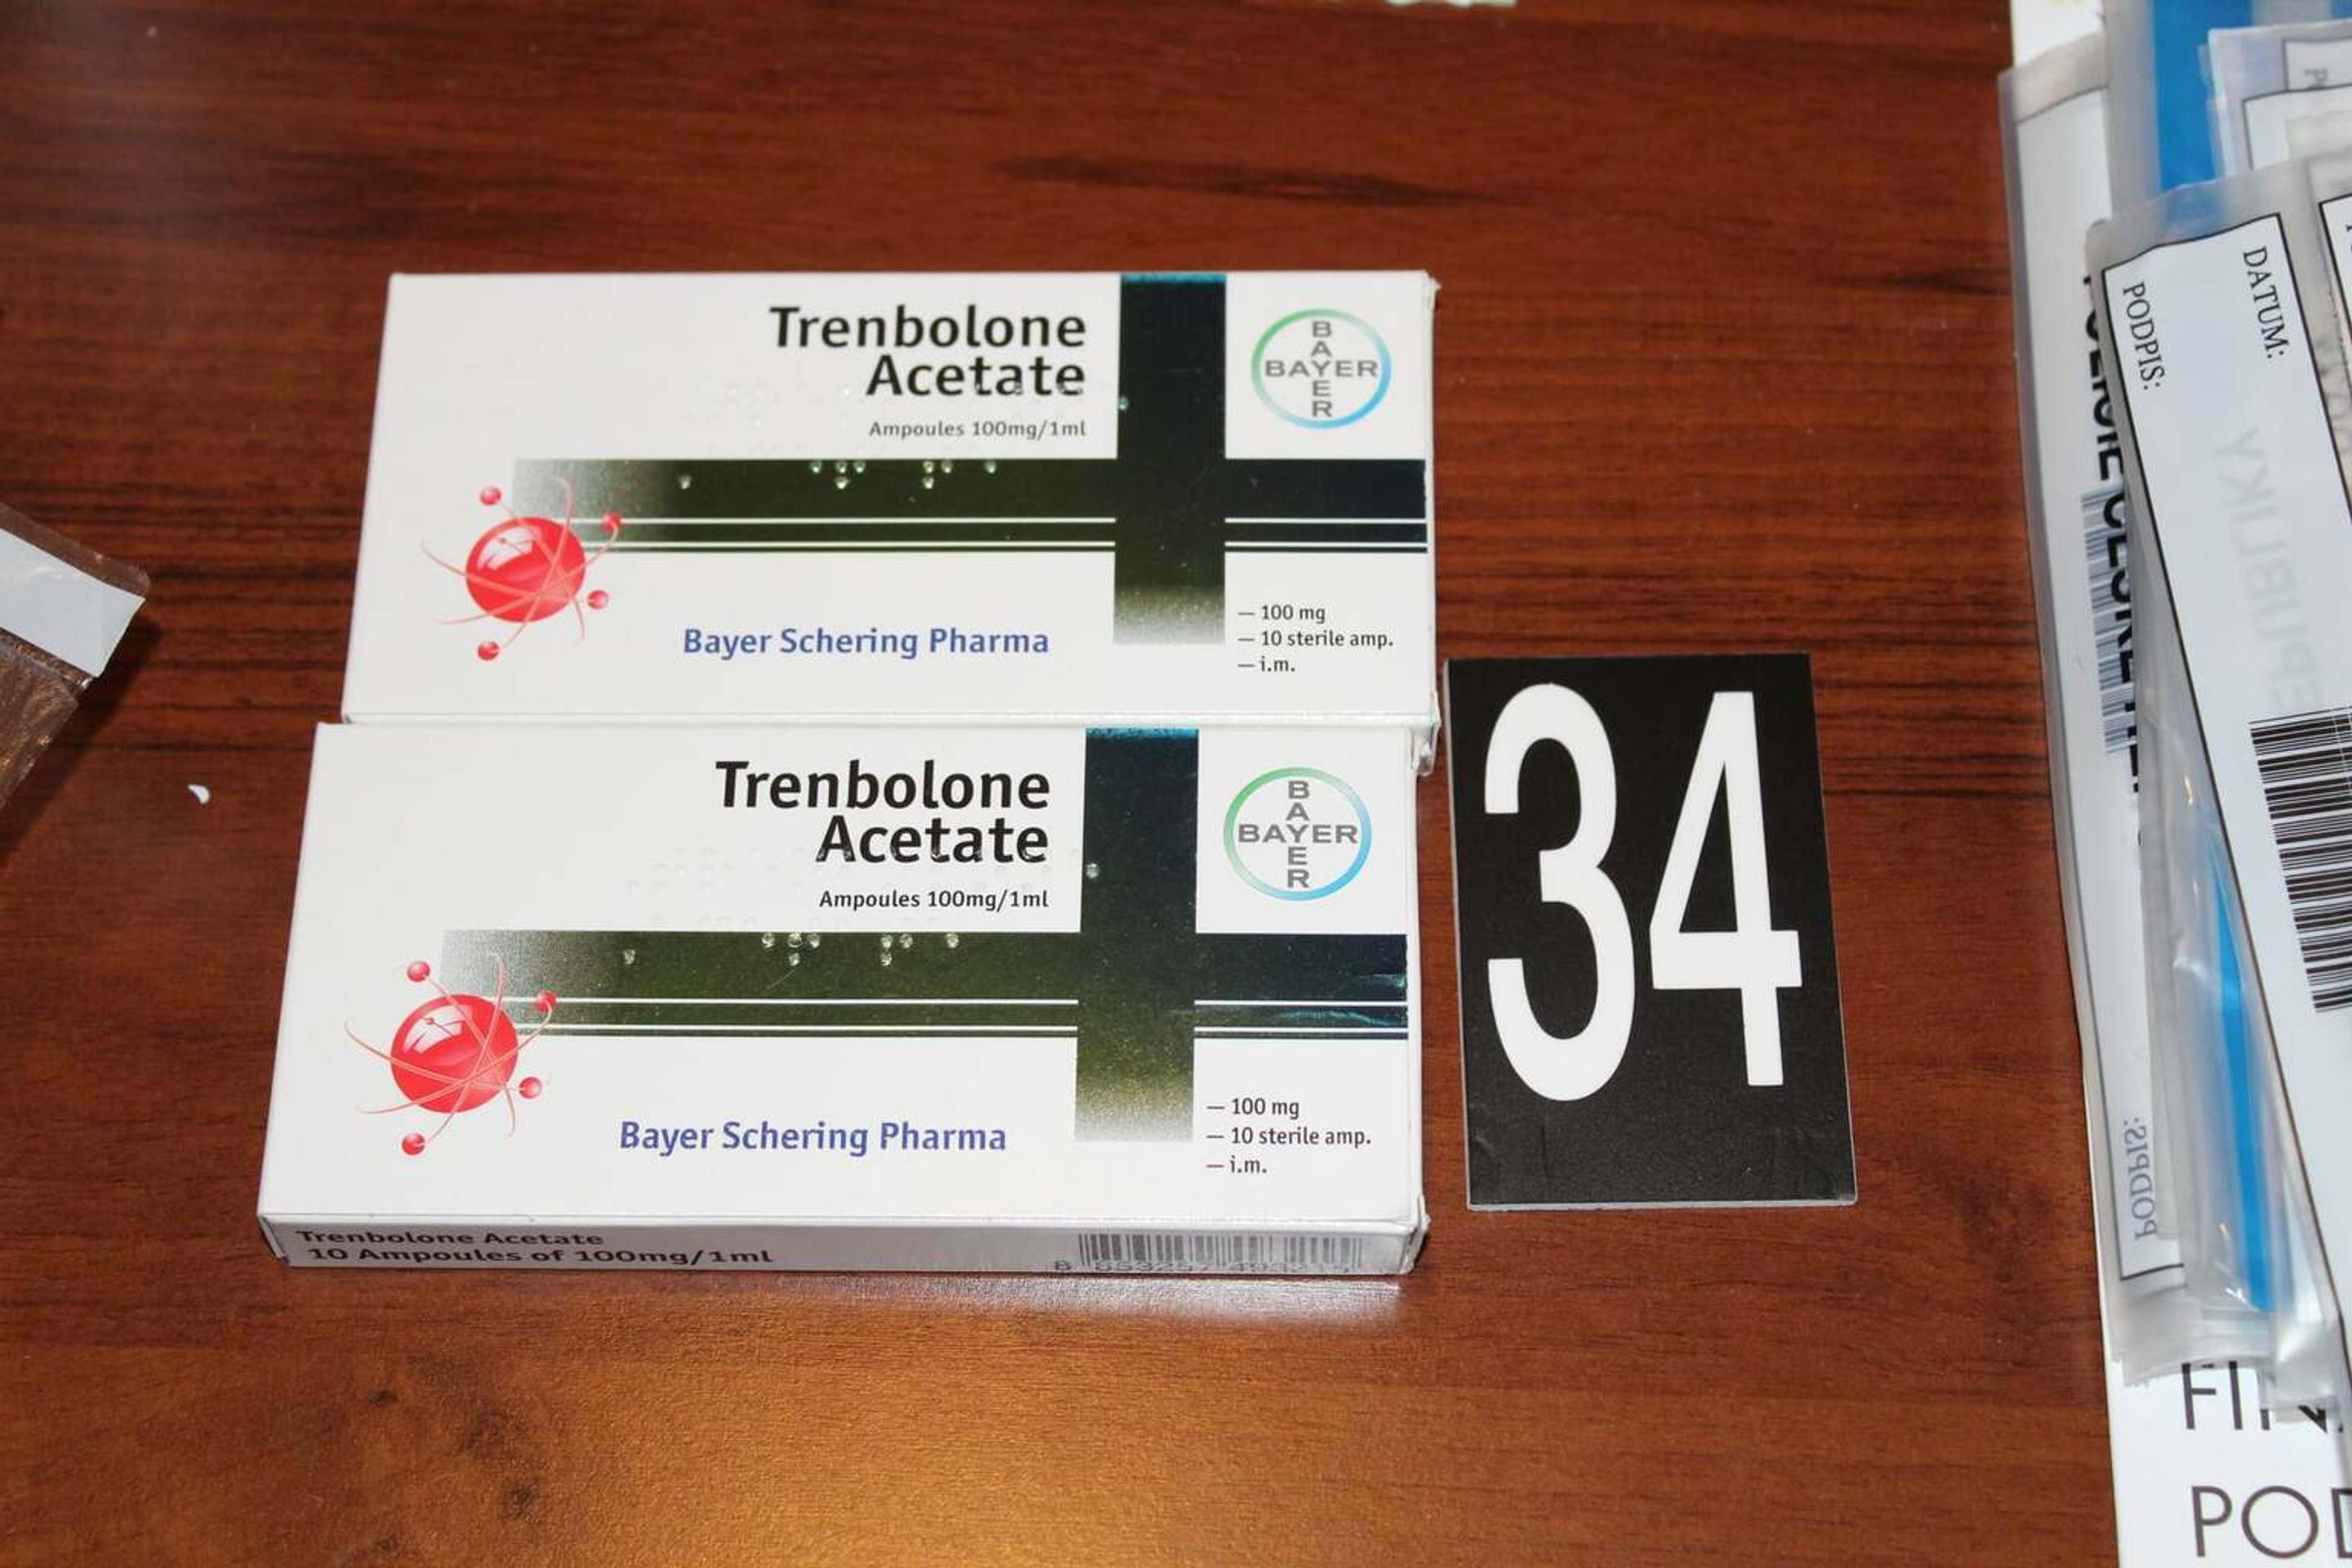 Trenbolone
Acetate
Ampoules 100mg/1ml
B
A
BAYER
E
R
Bayer Schering Pharma
— 100 mg
— 10 sterile amp.
— i.m.
Trenbolone
Acetate
Ampoules 100mg/1ml
B
A
BAYER
E
R
Bayer Schering Pharma
— 100 mg
— 10 sterile amp.
— i.m.
Trenbolone Acetate
10 Ampoules of 100mg/1ml
34
DATUM:
PODPIS:
PODPIS: